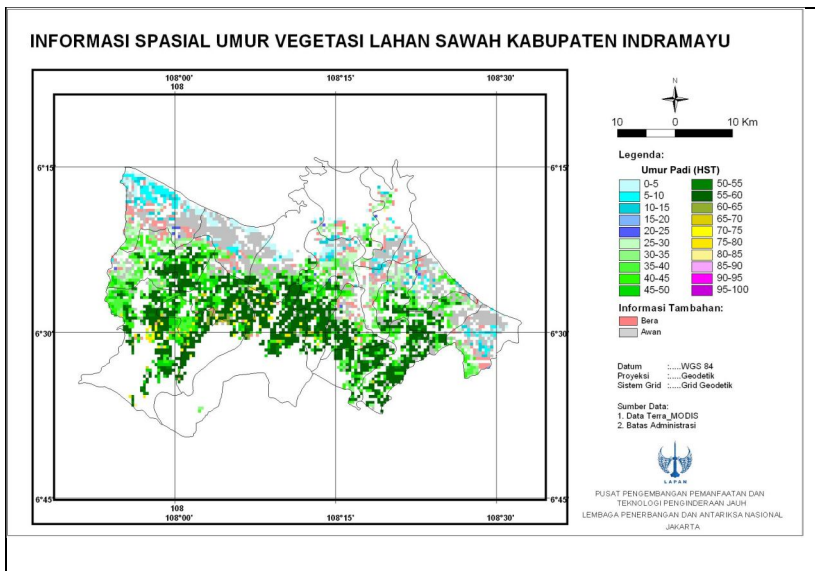 INFORMASI SPASIAL UMUR VEGETASI LAHAN SAWAH KABUPATEN INDRAMAYU
108°00' 108°15' 108°30'
108
6°15' 6°15'
6°30' 6°30'
6°45' 6°45'
108
108°00' 108°15' 108°30'
N
10 0 10 Km
Legenda:
Umur Padi (HST)
0-5 50-55
5-10 55-60
10-15 60-65
15-20 65-70
20-25 70-75
25-30 75-80
30-35 80-85
35-40 85-90
40-45 90-95
45-50 95-100
Informasi Tambahan:
Bera
Awan
Datum :.....WGS 84
Proyeksi :.....Geodetik
Sistem Grid :....Grid Geodetik
Sumber Data:
1. Data Terra_MODIS
2. Batas Administrasi
LAPAN
PUSAT PENGEMBANGAN PEMANFAATAN DAN
TEKNOLOGI PENGINDERAAN JAUH
LEMBAGA PENERBANGAN DAN ANTARIKSA NASIONAL
JAKARTA